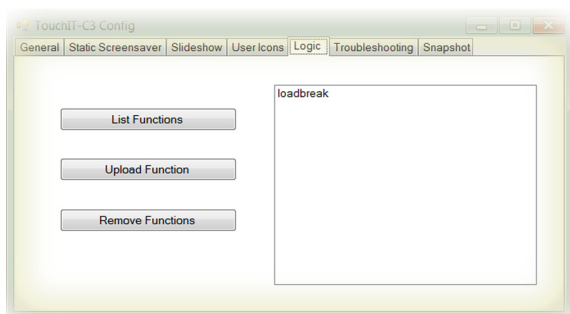 TouchIT-C3 Config
General Static Screensaver Slideshow User Icons Logic Troubleshooting Snapshot
loadbreak
List Functions
Upload Function
Remove Functions